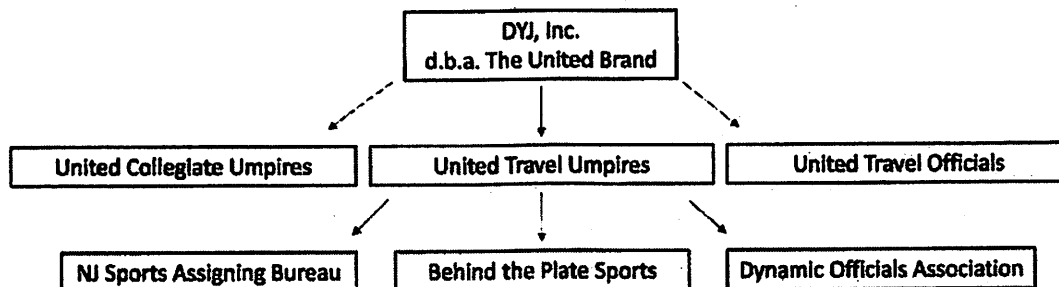 DYJ, Inc.
d.b.a. The United Brand
United Collegiate Umpires
United Travel Umpires
United Travel Officials
NJ Sports Assigning Bureau
Behind the Plate Sports
Dynamic Officials Association